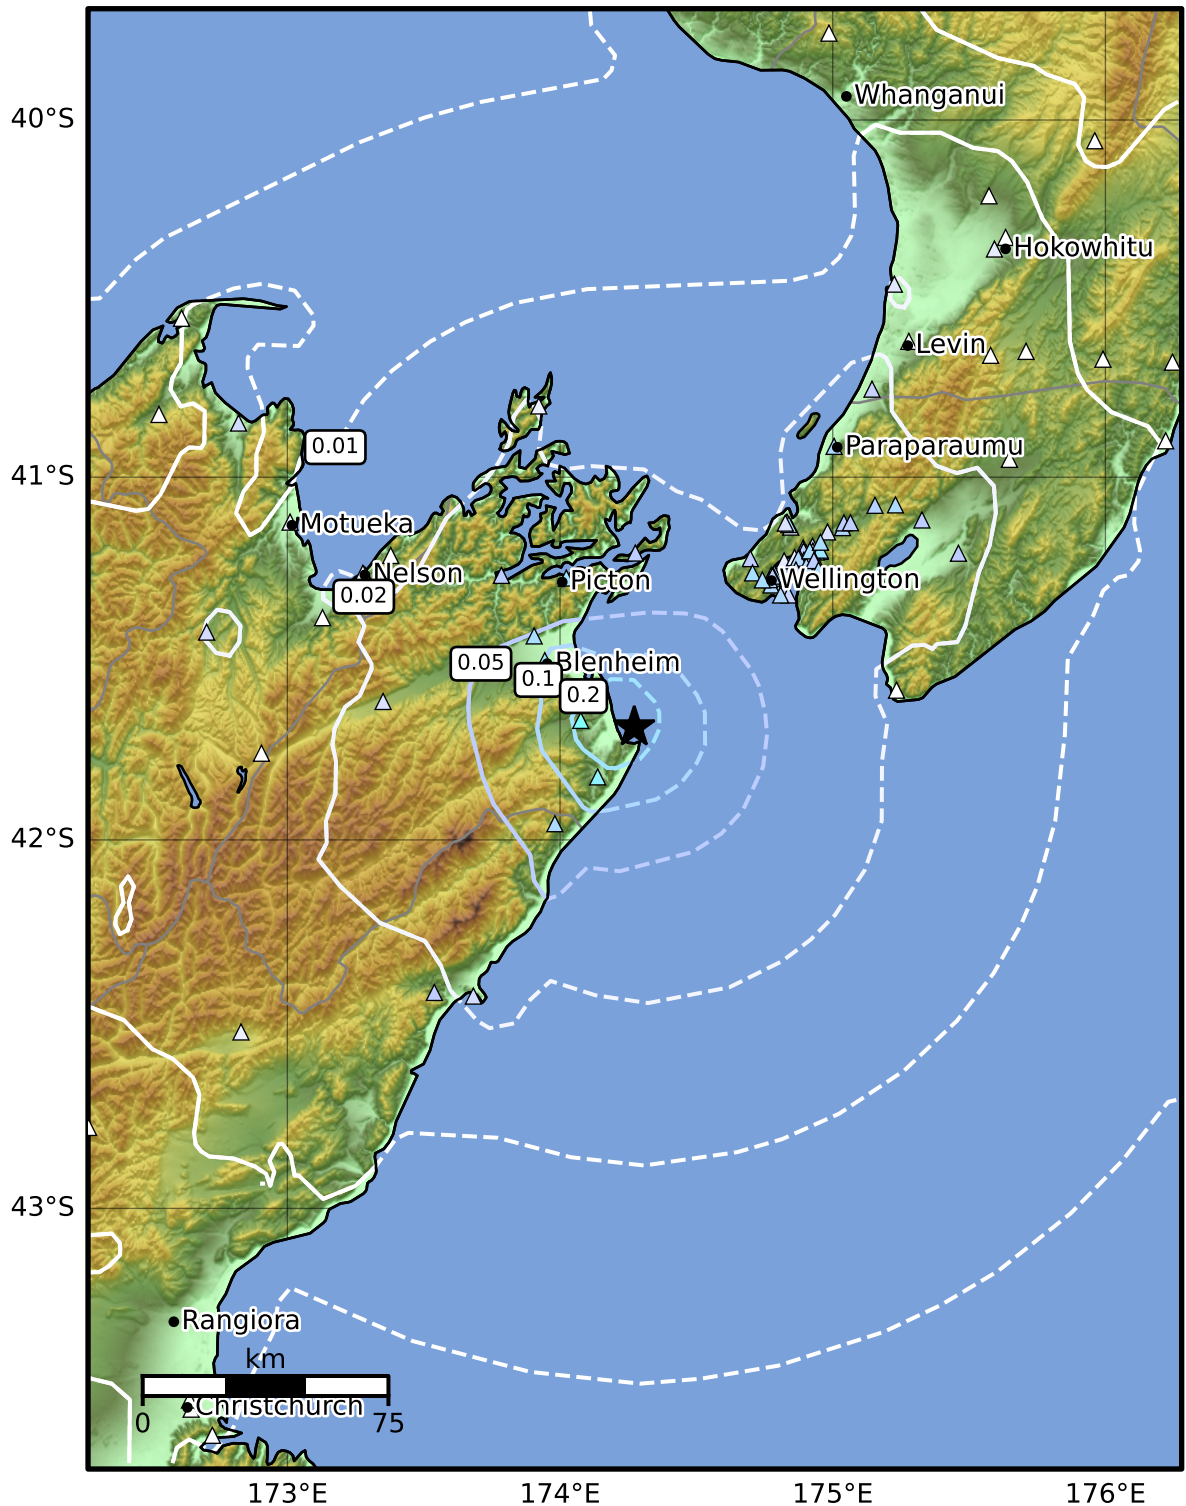 40°S
41°S
42°S
43°S
Whanganui
Hokowhitu
Levin
Paraparaumu
0.01
Motueka
Nelson
0.02
Picton
Wellington
0.05
Blenheim
0.1
0.2
Rangiora
km
Christchurch
0
75
173°E
174°E
175°E
176°E